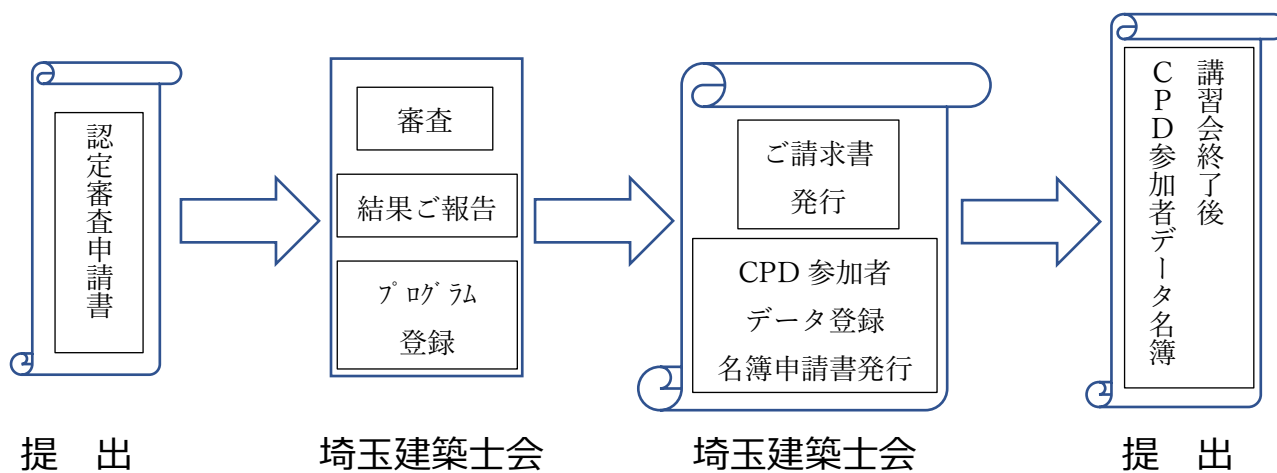 認定審査申請書
提　出
審査
結果ご報告
ﾌﾟﾛｸﾞﾗﾑ
登録
埼玉建築士会
ご請求書
発行
CPD 参加者
データ登録
名簿申請書発行
埼玉建築士会
講習会終了後
ＣＰＤ参加者データ名簿
提　出